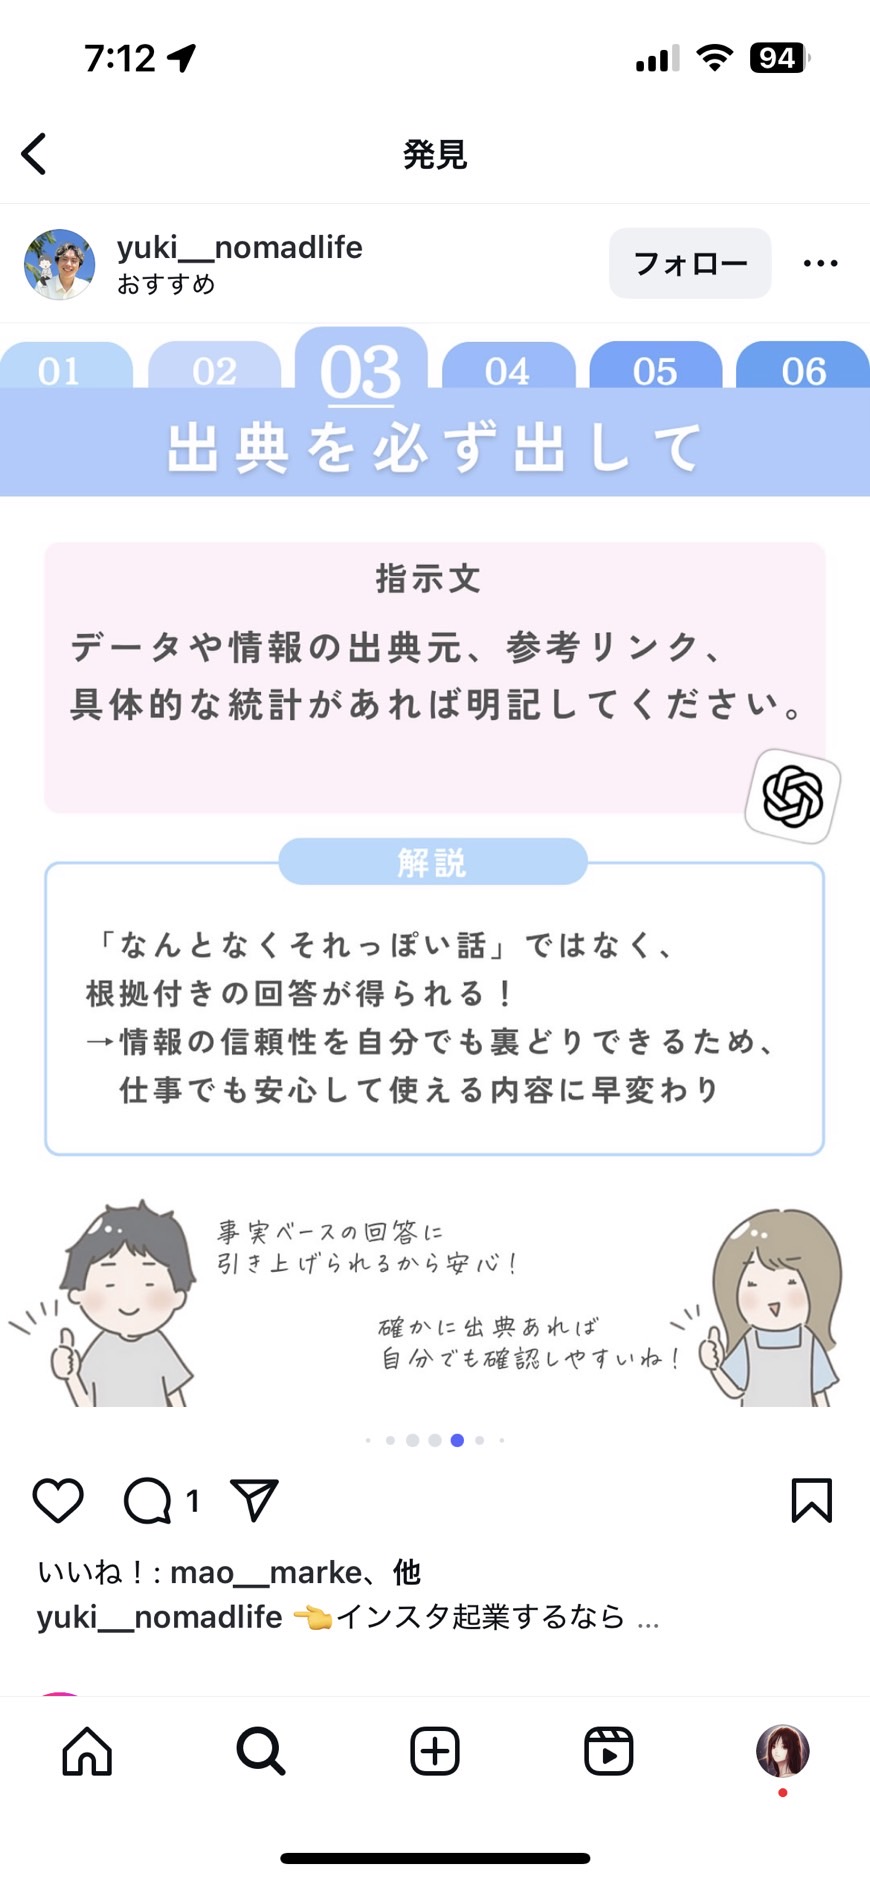 7:12
94
発見
yuki__nomadlife
おすすめ
フォロー
01 02 03 04 05 06
出典を必ず出して
指示文
データや情報の出典元、参考リンク、
具体的な統計があれば明記してください。
解説
「なんとなくそれっぽい話」ではなく、
根拠付きの回答が得られる！
→情報の信頼性を自分でも裏どりできるため、
仕事でも安心して使える内容に早変わり
事実ベースの回答に
引き上げられるから安心！
確かに出典あれば
自分でも確認しやすいね！
1
いいね！: mao__marke、他
yuki__nomadlife 👈インスタ起業するなら ...